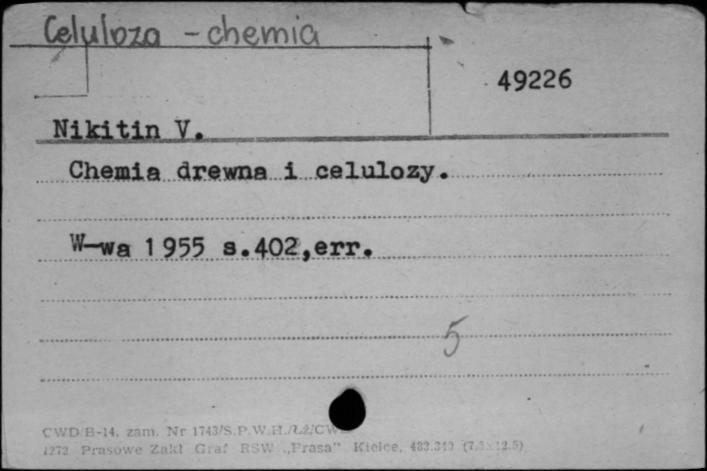 Celuloza - chemia
49226
Nikitin V.
Chemia drewna i celulozy.
W-wa 1955 s.402,err.
5
CWD/B-14. zam. Nr 1743/S.P.W.H./
1272 Prasowe Zakł Graf RSW „Prasa" Kielce,